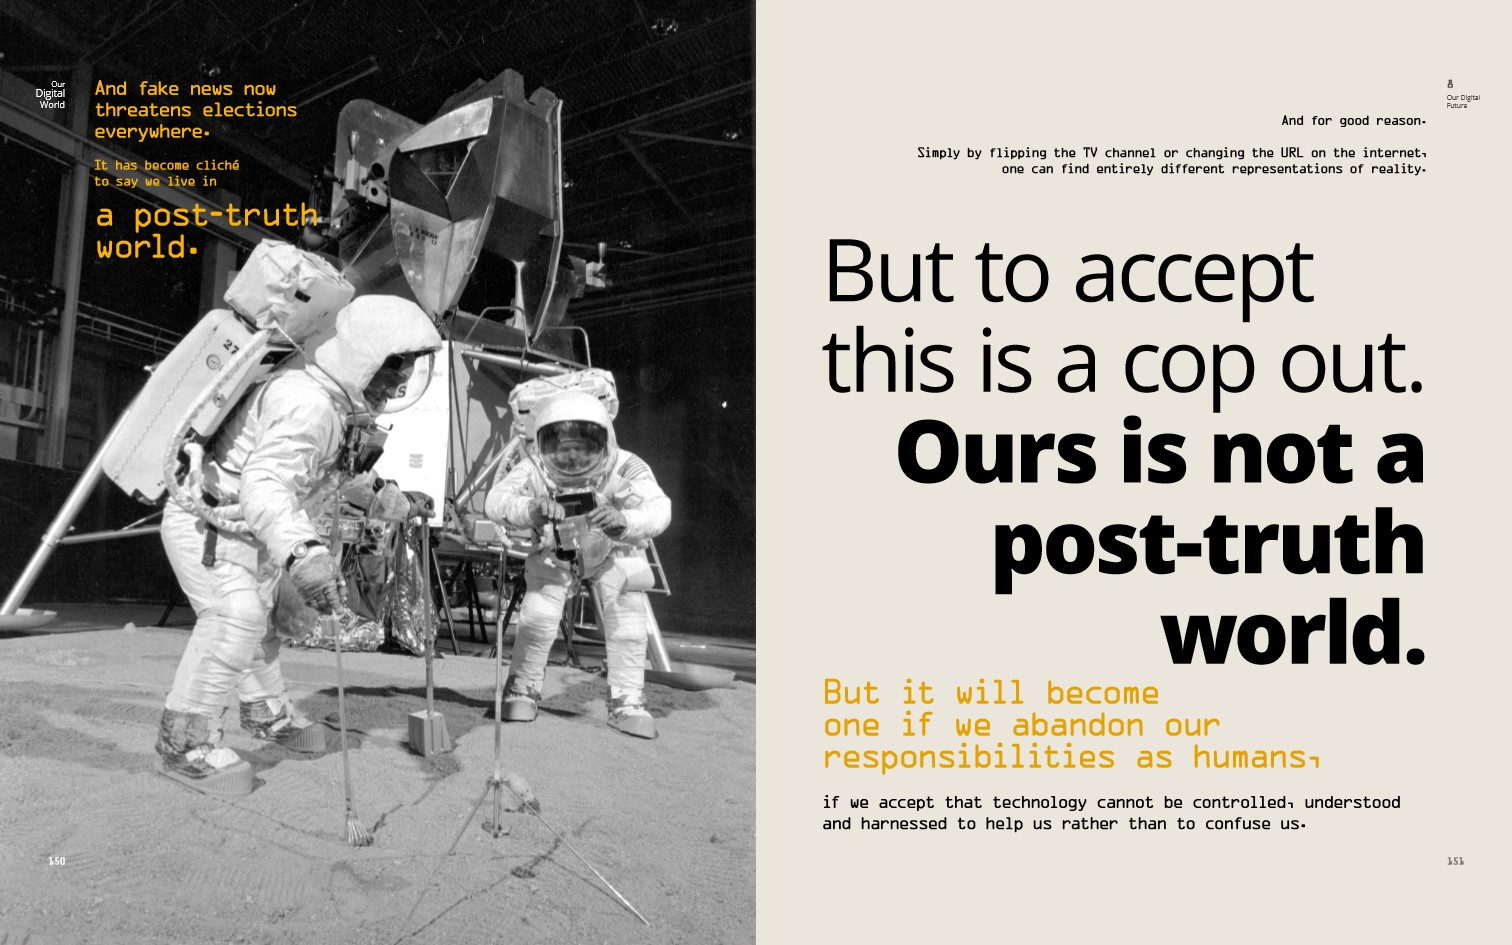 Our
Digital
World
And fake news now
threatens elections
everywhere.
It has become cliché
to say we live in
a post-truth
world.
27
150
8
Our Digital
Future
And for good reason.
Simply by flipping the TV channel or changing the URL on the internet,
one can find entirely different representations of reality.
But to accept
this is a cop out.
Ours is not a
post-truth
world.
But it will become
one if we abandon our
responsibilities as humans,
if we accept that technology cannot be controlled, understood
and harnessed to help us rather than to confuse us.
151